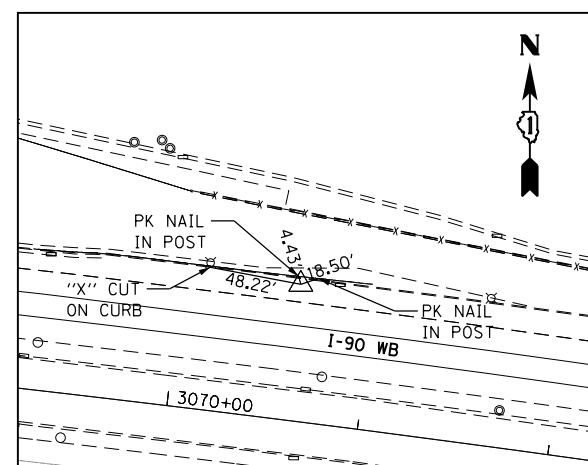 N
1
PK NAIL
IN POST
4.43'
18.50'
48.22'
"X" CUT
ON CURB
PK NAIL
IN POST
I-90 WB
3070+00